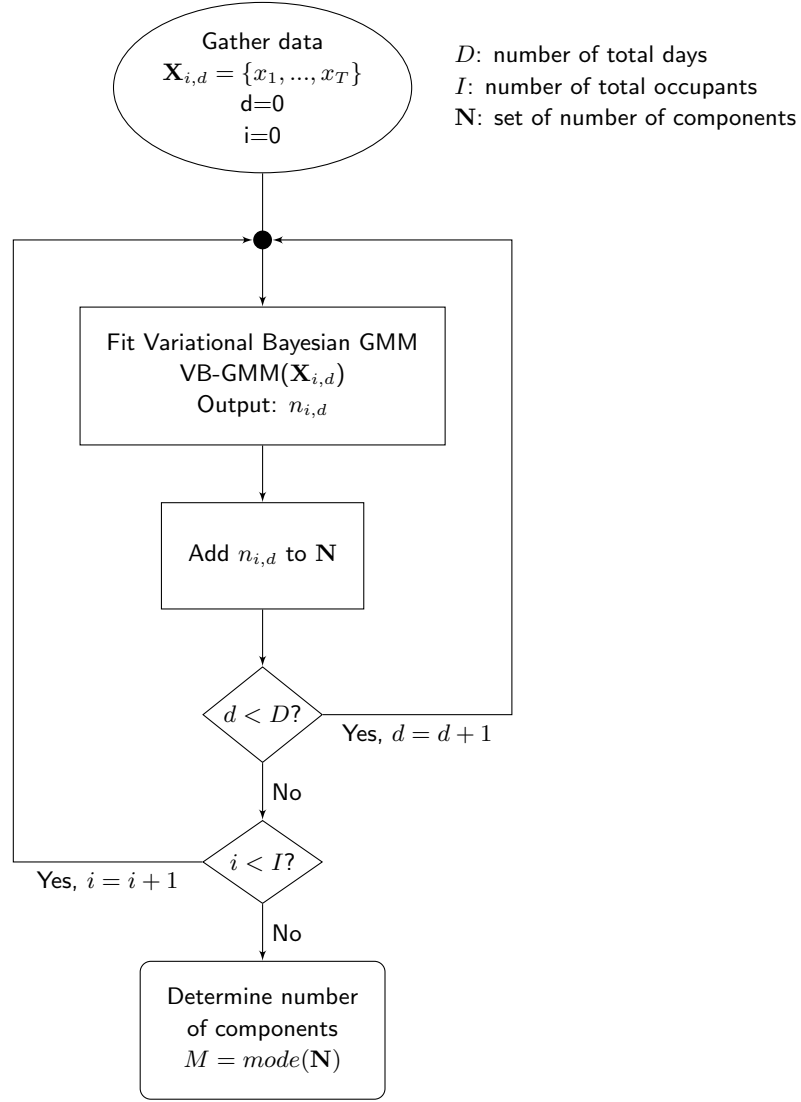 Gather data
X_{i,d} = {x_1, ..., x_T}
d=0
i=0
D: number of total days
I: number of total occupants
N: set of number of components
Fit Variational Bayesian GMM
VB-GMM(X_{i,d})
Output: n_{i,d}
Add n_{i,d} to N
d < D?
Yes, d = d + 1
No
i < I?
Yes, i = i + 1
No
Determine number
of components
M = mode(N)